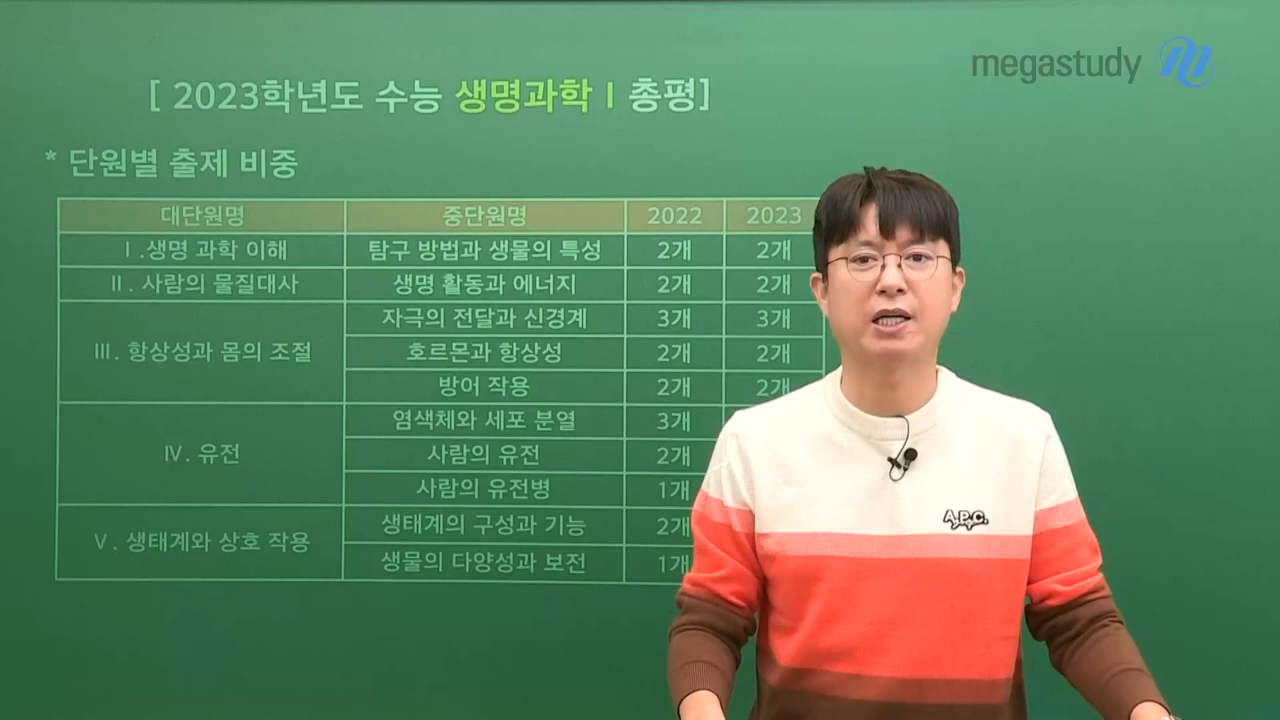 megastudy
[ 2023학년도 수능 생명과학 I 총평]
* 단원별 출제 비중
대단원명 중단원명 2022 2023
Ⅰ.생명 과학 이해 탐구 방법과 생물의 특성 2개 2개
Ⅱ. 사람의 물질대사 생명 활동과 에너지 2개 2개
자극의 전달과 신경계 3개 3개
Ⅲ. 항상성과 몸의 조절 호르몬과 항상성 2개 2개
방어 작용 2개 2개
염색체와 세포 분열 3개
Ⅳ. 유전 사람의 유전 2개
사람의 유전병 1개
생태계의 구성과 기능 2개
Ⅴ. 생태계와 상호 작용
생물의 다양성과 보전 1개
A.P.C.